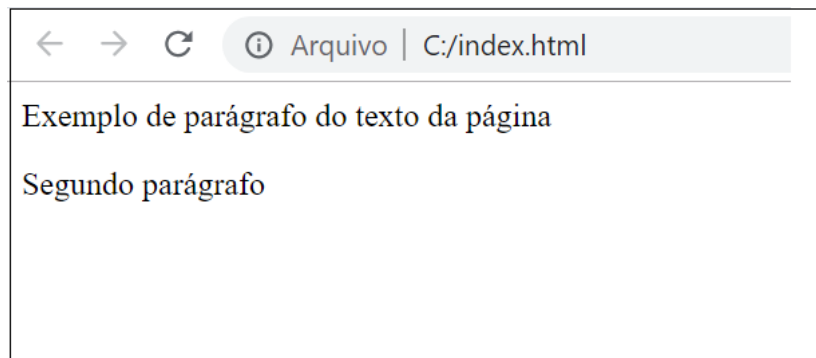 Arquivo | C:/index.html
Exemplo de parágrafo do texto da página
Segundo parágrafo